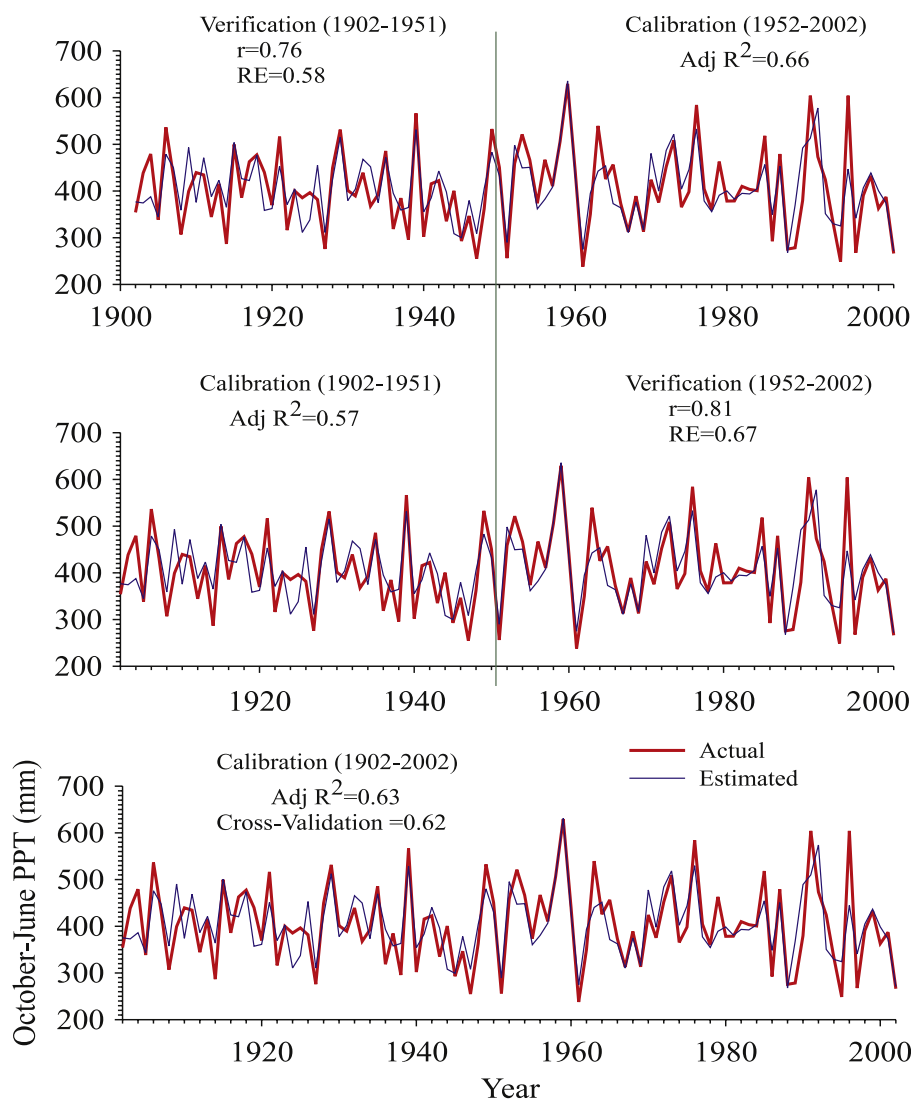 Verification (1902-1951)
r=0.76
RE=0.58
Calibration (1952-2002)
Adj R²=0.66
700
600
500
400
300
200
1900
1920
1940
1960
1980
2000
Calibration (1902-1951)
Adj R²=0.57
Verification (1952-2002)
r=0.81
RE=0.67
700
600
500
400
300
200
1920
1940
1960
1980
2000
Calibration (1902-2002)
Adj R²=0.63
Cross-Validation =0.62
Actual
Estimated
October-June PPT (mm)
700
600
500
400
300
200
1920
1940
1960
1980
2000
Year